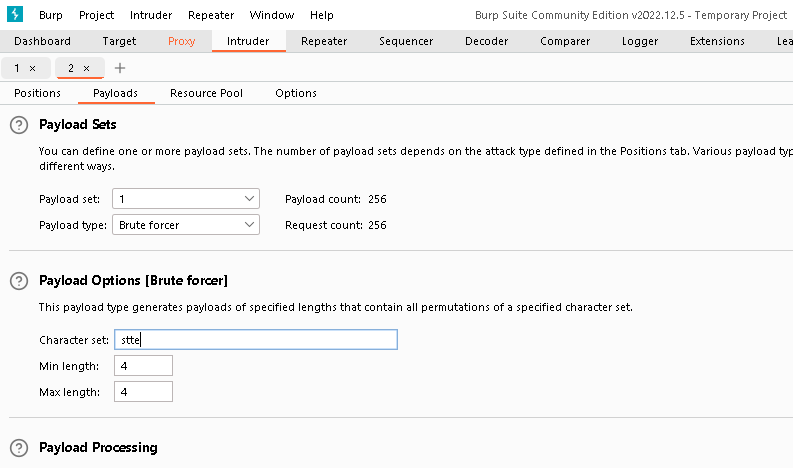 Burp Project Intruder Repeater Window Help Burp Suite Community Edition v2022.12.5 - Temporary Project
Dashboard Target Proxy Intruder Repeater Sequencer Decoder Comparer Logger Extensions Lea
1 × 2 × +
Positions Payloads Resource Pool Options
? Payload Sets
You can define one or more payload sets. The number of payload sets depends on the attack type defined in the Positions tab. Various payload typ
different ways.
Payload set: 1 Payload count: 256
Payload type: Brute forcer Request count: 256
? Payload Options [Brute forcer]
This payload type generates payloads of specified lengths that contain all permutations of a specified character set.
Character set: stte
Min length: 4
Max length: 4
? Payload Processing